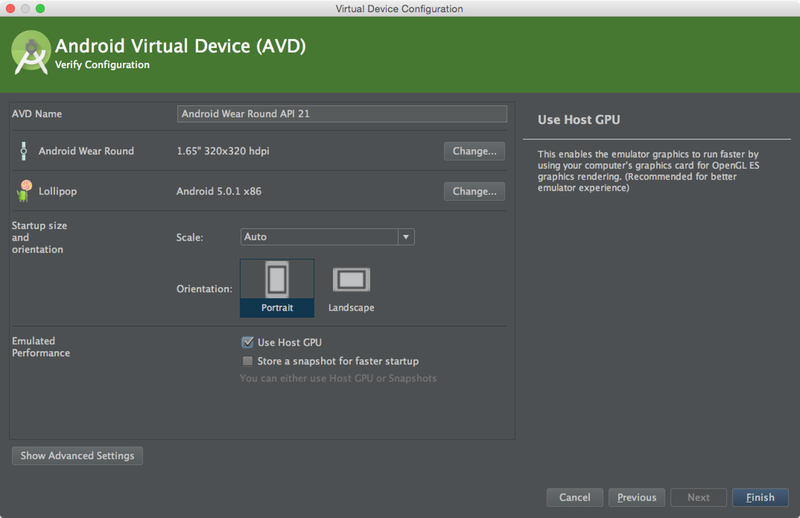 Virtual Device Configuration
Android Virtual Device (AVD)
Verify Configuration
AVD Name
Android Wear Round API 21
Android Wear Round
1.65" 320x320 hdpi
Change...
Lollipop
Android 5.0.1 x86
Change...
Startup size
and
orientation
Scale:
Auto
Orientation:
Portrait
Landscape
Emulated
Performance
Use Host GPU
Store a snapshot for faster startup
You can either use Host GPU or Snapshots
Show Advanced Settings
Use Host GPU
This enables the emulator graphics to run faster by
using your computer's graphics card for OpenGL ES
graphics rendering. (Recommended for better
emulator experience)
Cancel
Previous
Next
Finish